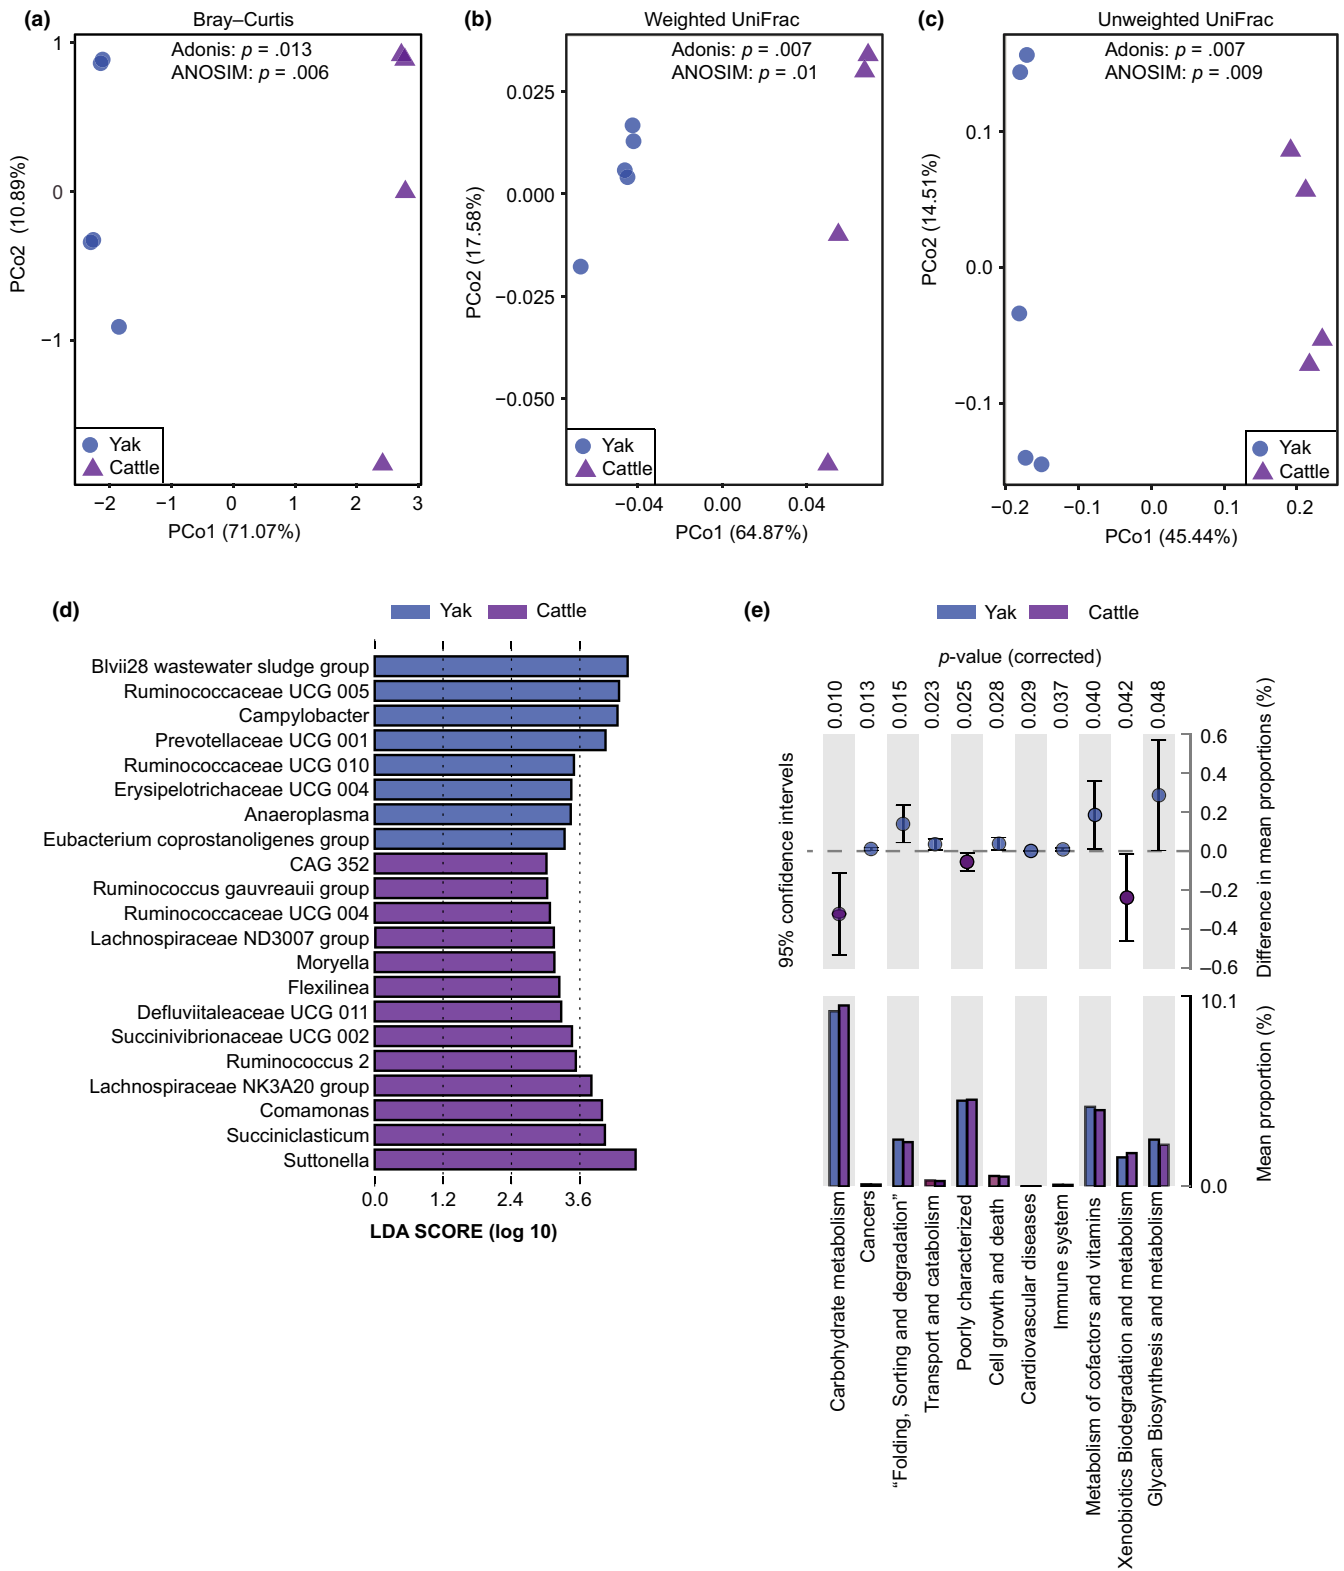 (a)
Bray–Curtis
Adonis: p = .013
ANOSIM: p = .006
1
0
−1
PCo2 (10.89%)
Yak
Cattle
−2
−1
0
1
2
3
PCo1 (71.07%)
(b)
Weighted UniFrac
Adonis: p = .007
ANOSIM: p = .01
0.025
0.000
−0.025
−0.050
PCo2 (17.58%)
Yak
Cattle
−0.04
0.00
0.04
PCo1 (64.87%)
(c)
Unweighted UniFrac
Adonis: p = .007
ANOSIM: p = .009
0.1
0.0
−0.1
PCo2 (14.51%)
Yak
Cattle
−0.2
−0.1
0.0
0.1
0.2
PCo1 (45.44%)
(d)
Yak
Cattle
Blvii28 wastewater sludge group
Ruminococcaceae UCG 005
Campylobacter
Prevotellaceae UCG 001
Ruminococcaceae UCG 010
Erysipelotrichaceae UCG 004
Anaeroplasma
Eubacterium coprostanoligenes group
CAG 352
Ruminococcus gauvreauii group
Ruminococcaceae UCG 004
Lachnospiraceae ND3007 group
Moryella
Flexilinea
Defluviitaleaceae UCG 011
Succinivibrionaceae UCG 002
Ruminococcus 2
Lachnospiraceae NK3A20 group
Comamonas
Succiniclasticum
Suttonella
0.0
1.2
2.4
3.6
LDA SCORE (log 10)
(e)
Yak
Cattle
p-value (corrected)
0.010
0.013
0.015
0.023
0.025
0.028
0.029
0.037
0.040
0.042
0.048
95% confidence intervals
0.6
0.4
0.2
0.0
−0.2
−0.4
−0.6
Difference in mean proportions (%)
10.1
0.0
Mean proportion (%)
Carbohydrate metabolism
Cancers
“Folding, Sorting and degradation”
Transport and catabolism
Poorly characterized
Cell growth and death
Cardiovascular diseases
Immune system
Metabolism of cofactors and vitamins
Xenobiotics Biodegradation and metabolism
Glycan Biosynthesis and metabolism